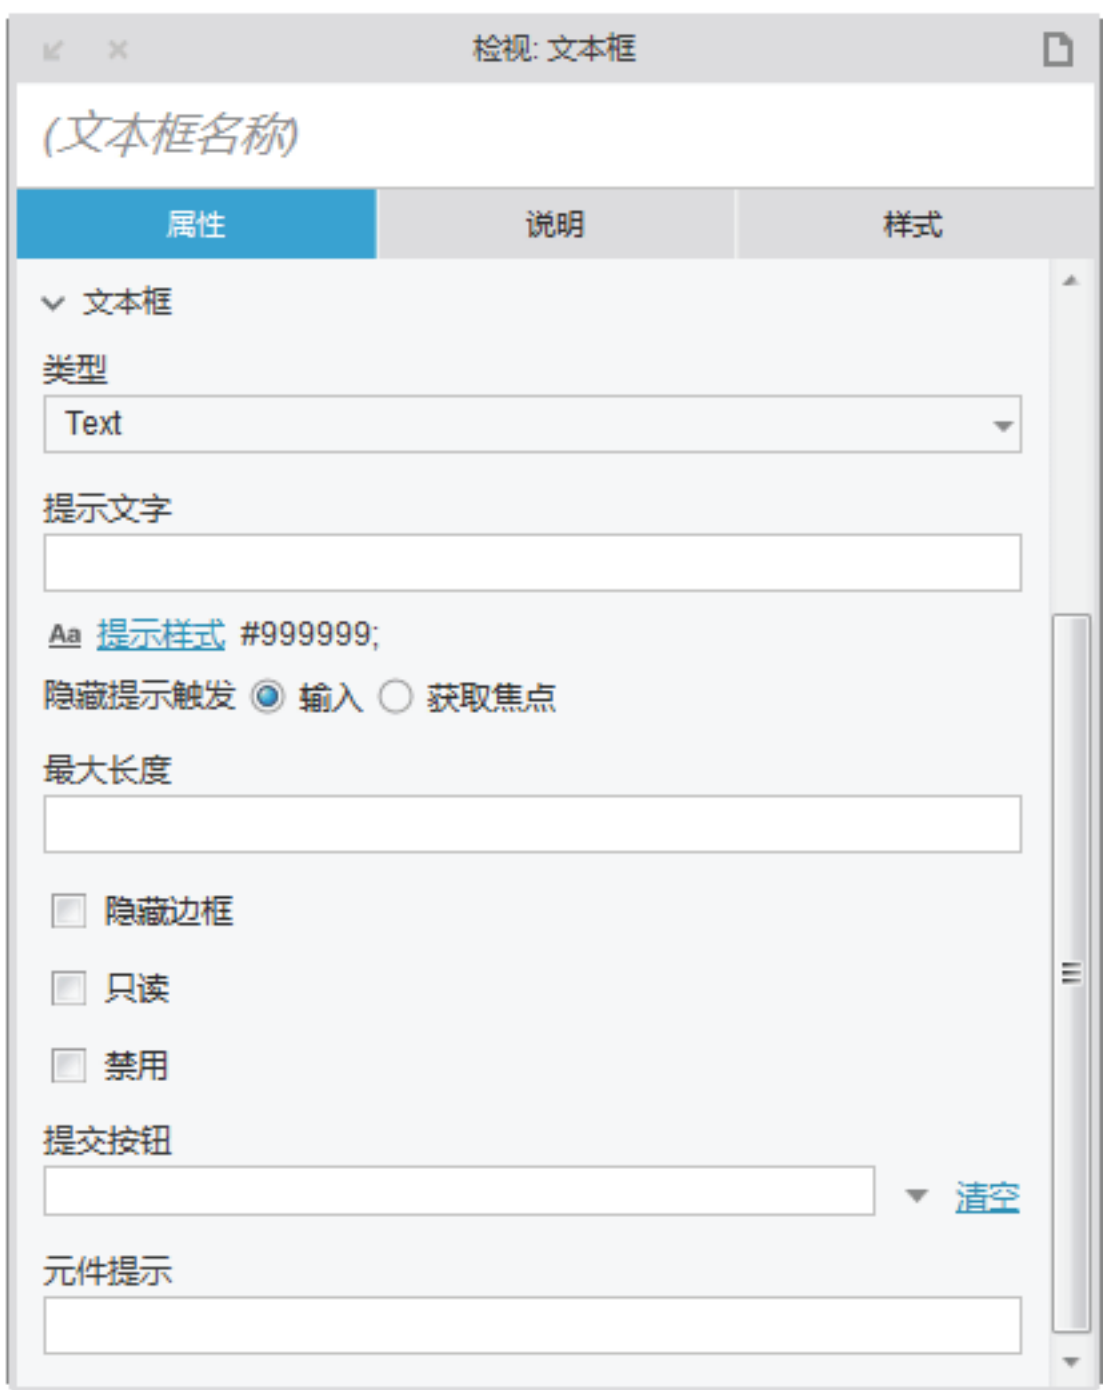 检视: 文本框
(文本框名称)
属性 说明 样式
文本框
类型
Text
提示文字
Aa 提示样式 #999999;
隐藏提示触发 输入 获取焦点
最大长度
隐藏边框
只读
禁用
提交按钮
清空
元件提示